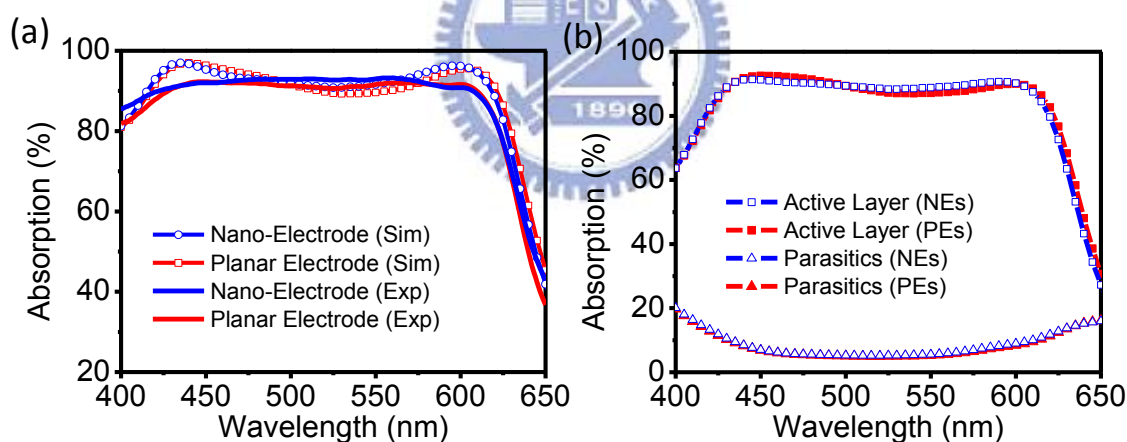 (a)
Absorption (%)
100
80
60
40
20
Nano-Electrode (Sim)
Planar Electrode (Sim)
Nano-Electrode (Exp)
Planar Electrode (Exp)
400 450 500 550 600 650
Wavelength (nm)
(b)
Absorption (%)
100
80
60
40
20
0
Active Layer (NEs)
Active Layer (PEs)
Parasitics (NEs)
Parasitics (PEs)
400 450 500 550 600 650
Wavelength (nm)
ES
1896